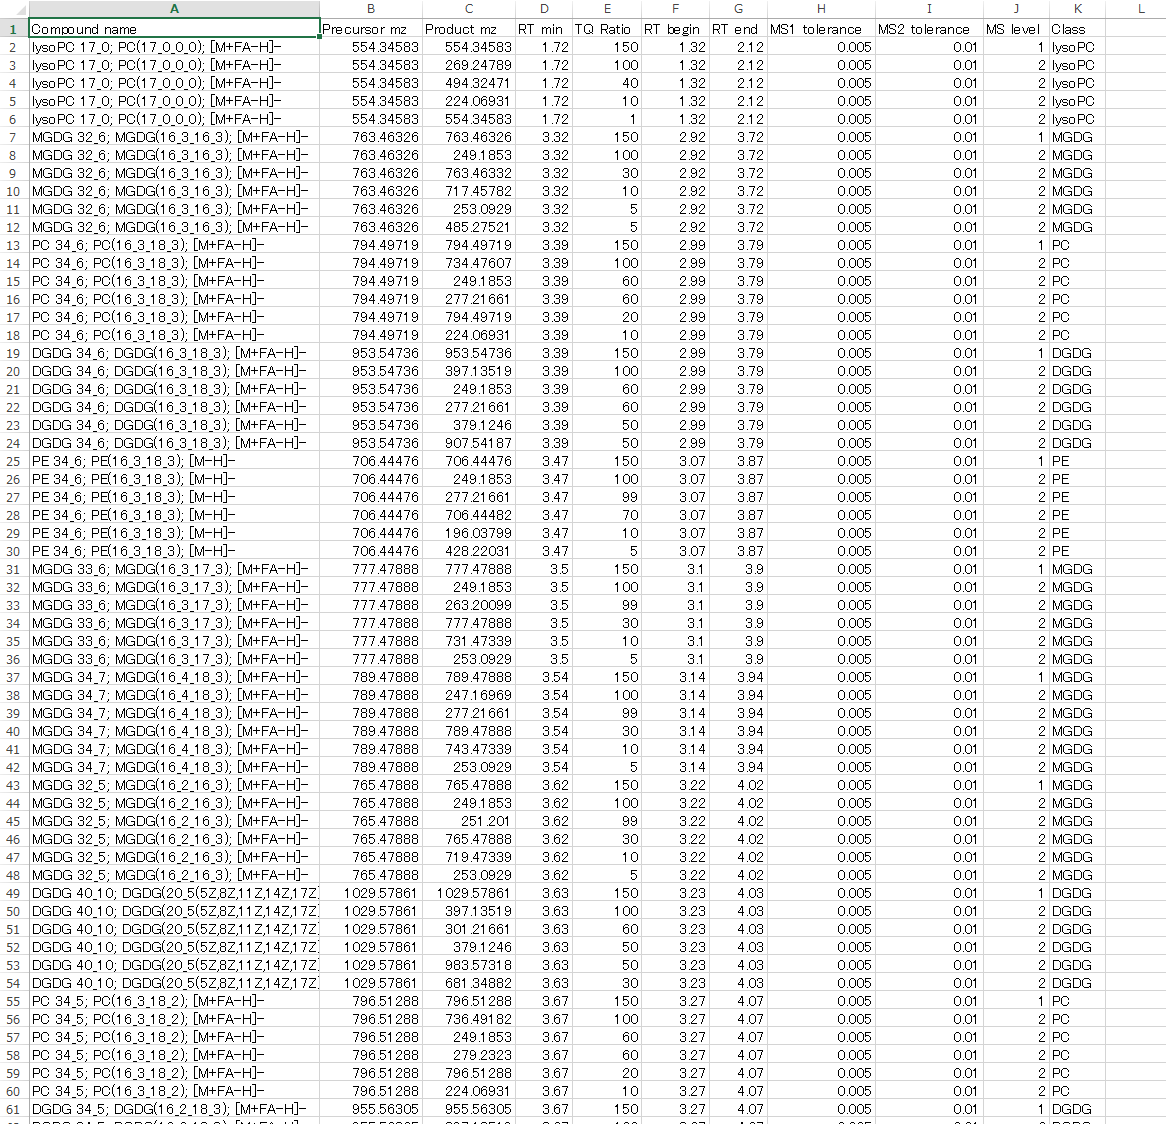 A B C D E F G H I J K L
1 Compound name Precursor mz Product mz RT min TQ Ratio RT begin RT end MS1 tolerance MS2 tolerance MS level Class
2 lysoPC 17_0; PC(17_0_0_0); [M+FA-H]- 554.34583 554.34583 1.72 150 1.32 2.12 0.005 0.01 1 lysoPC
3 lysoPC 17_0; PC(17_0_0_0); [M+FA-H]- 554.34583 269.24789 1.72 100 1.32 2.12 0.005 0.01 2 lysoPC
4 lysoPC 17_0; PC(17_0_0_0); [M+FA-H]- 554.34583 494.32471 1.72 40 1.32 2.12 0.005 0.01 2 lysoPC
5 lysoPC 17_0; PC(17_0_0_0); [M+FA-H]- 554.34583 224.06931 1.72 10 1.32 2.12 0.005 0.01 2 lysoPC
6 lysoPC 17_0; PC(17_0_0_0); [M+FA-H]- 554.34583 554.34583 1.72 1 1.32 2.12 0.005 0.01 2 lysoPC
7 MGDG 32_6; MGDG(16_3_16_3); [M+FA-H]- 763.46326 763.46326 3.32 150 2.92 3.72 0.005 0.01 1 MGDG
8 MGDG 32_6; MGDG(16_3_16_3); [M+FA-H]- 763.46326 249.1853 3.32 100 2.92 3.72 0.005 0.01 2 MGDG
9 MGDG 32_6; MGDG(16_3_16_3); [M+FA-H]- 763.46326 763.46332 3.32 30 2.92 3.72 0.005 0.01 2 MGDG
10 MGDG 32_6; MGDG(16_3_16_3); [M+FA-H]- 763.46326 717.45782 3.32 10 2.92 3.72 0.005 0.01 2 MGDG
11 MGDG 32_6; MGDG(16_3_16_3); [M+FA-H]- 763.46326 253.0929 3.32 5 2.92 3.72 0.005 0.01 2 MGDG
12 MGDG 32_6; MGDG(16_3_16_3); [M+FA-H]- 763.46326 485.27521 3.32 5 2.92 3.72 0.005 0.01 2 MGDG
13 PC 34_6; PC(16_3_18_3); [M+FA-H]- 794.49719 794.49719 3.39 150 2.99 3.79 0.005 0.01 1 PC
14 PC 34_6; PC(16_3_18_3); [M+FA-H]- 794.49719 734.47607 3.39 100 2.99 3.79 0.005 0.01 2 PC
15 PC 34_6; PC(16_3_18_3); [M+FA-H]- 794.49719 249.1853 3.39 60 2.99 3.79 0.005 0.01 2 PC
16 PC 34_6; PC(16_3_18_3); [M+FA-H]- 794.49719 277.21661 3.39 60 2.99 3.79 0.005 0.01 2 PC
17 PC 34_6; PC(16_3_18_3); [M+FA-H]- 794.49719 794.49719 3.39 20 2.99 3.79 0.005 0.01 2 PC
18 PC 34_6; PC(16_3_18_3); [M+FA-H]- 794.49719 224.06931 3.39 10 2.99 3.79 0.005 0.01 2 PC
19 DGDG 34_6; DGDG(16_3_18_3); [M+FA-H]- 953.54736 953.54736 3.39 150 2.99 3.79 0.005 0.01 1 DGDG
20 DGDG 34_6; DGDG(16_3_18_3); [M+FA-H]- 953.54736 397.13519 3.39 100 2.99 3.79 0.005 0.01 2 DGDG
21 DGDG 34_6; DGDG(16_3_18_3); [M+FA-H]- 953.54736 249.1853 3.39 60 2.99 3.79 0.005 0.01 2 DGDG
22 DGDG 34_6; DGDG(16_3_18_3); [M+FA-H]- 953.54736 277.21661 3.39 60 2.99 3.79 0.005 0.01 2 DGDG
23 DGDG 34_6; DGDG(16_3_18_3); [M+FA-H]- 953.54736 379.1246 3.39 50 2.99 3.79 0.005 0.01 2 DGDG
24 DGDG 34_6; DGDG(16_3_18_3); [M+FA-H]- 953.54736 907.54187 3.39 50 2.99 3.79 0.005 0.01 2 DGDG
25 PE 34_6; PE(16_3_18_3); [M-H]- 706.44476 706.44476 3.47 150 3.07 3.87 0.005 0.01 1 PE
26 PE 34_6; PE(16_3_18_3); [M-H]- 706.44476 249.1853 3.47 100 3.07 3.87 0.005 0.01 2 PE
27 PE 34_6; PE(16_3_18_3); [M-H]- 706.44476 277.21661 3.47 99 3.07 3.87 0.005 0.01 2 PE
28 PE 34_6; PE(16_3_18_3); [M-H]- 706.44476 706.44482 3.47 70 3.07 3.87 0.005 0.01 2 PE
29 PE 34_6; PE(16_3_18_3); [M-H]- 706.44476 196.03799 3.47 10 3.07 3.87 0.005 0.01 2 PE
30 PE 34_6; PE(16_3_18_3); [M-H]- 706.44476 428.22031 3.47 5 3.07 3.87 0.005 0.01 2 PE
31 MGDG 33_6; MGDG(16_3_17_3); [M+FA-H]- 777.47888 777.47888 3.5 150 3.1 3.9 0.005 0.01 1 MGDG
32 MGDG 33_6; MGDG(16_3_17_3); [M+FA-H]- 777.47888 249.1853 3.5 100 3.1 3.9 0.005 0.01 2 MGDG
33 MGDG 33_6; MGDG(16_3_17_3); [M+FA-H]- 777.47888 263.20099 3.5 99 3.1 3.9 0.005 0.01 2 MGDG
34 MGDG 33_6; MGDG(16_3_17_3); [M+FA-H]- 777.47888 777.47888 3.5 30 3.1 3.9 0.005 0.01 2 MGDG
35 MGDG 33_6; MGDG(16_3_17_3); [M+FA-H]- 777.47888 731.47339 3.5 10 3.1 3.9 0.005 0.01 2 MGDG
36 MGDG 33_6; MGDG(16_3_17_3); [M+FA-H]- 777.47888 253.0929 3.5 5 3.1 3.9 0.005 0.01 2 MGDG
37 MGDG 34_7; MGDG(16_4_18_3); [M+FA-H]- 789.47888 789.47888 3.54 150 3.14 3.94 0.005 0.01 1 MGDG
38 MGDG 34_7; MGDG(16_4_18_3); [M+FA-H]- 789.47888 247.16969 3.54 100 3.14 3.94 0.005 0.01 2 MGDG
39 MGDG 34_7; MGDG(16_4_18_3); [M+FA-H]- 789.47888 277.21661 3.54 99 3.14 3.94 0.005 0.01 2 MGDG
40 MGDG 34_7; MGDG(16_4_18_3); [M+FA-H]- 789.47888 789.47888 3.54 30 3.14 3.94 0.005 0.01 2 MGDG
41 MGDG 34_7; MGDG(16_4_18_3); [M+FA-H]- 789.47888 743.47339 3.54 10 3.14 3.94 0.005 0.01 2 MGDG
42 MGDG 34_7; MGDG(16_4_18_3); [M+FA-H]- 789.47888 253.0929 3.54 5 3.14 3.94 0.005 0.01 2 MGDG
43 MGDG 32_5; MGDG(16_2_16_3); [M+FA-H]- 765.47888 765.47888 3.62 150 3.22 4.02 0.005 0.01 1 MGDG
44 MGDG 32_5; MGDG(16_2_16_3); [M+FA-H]- 765.47888 249.1853 3.62 100 3.22 4.02 0.005 0.01 2 MGDG
45 MGDG 32_5; MGDG(16_2_16_3); [M+FA-H]- 765.47888 251.201 3.62 99 3.22 4.02 0.005 0.01 2 MGDG
46 MGDG 32_5; MGDG(16_2_16_3); [M+FA-H]- 765.47888 765.47888 3.62 30 3.22 4.02 0.005 0.01 2 MGDG
47 MGDG 32_5; MGDG(16_2_16_3); [M+FA-H]- 765.47888 719.47339 3.62 10 3.22 4.02 0.005 0.01 2 MGDG
48 MGDG 32_5; MGDG(16_2_16_3); [M+FA-H]- 765.47888 253.0929 3.62 5 3.22 4.02 0.005 0.01 2 MGDG
49 DGDG 40_10; DGDG(20_5(5Z,8Z,11Z,14Z,17Z) 1029.57861 1029.57861 3.63 150 3.23 4.03 0.005 0.01 1 DGDG
50 DGDG 40_10; DGDG(20_5(5Z,8Z,11Z,14Z,17Z) 1029.57861 397.13519 3.63 100 3.23 4.03 0.005 0.01 2 DGDG
51 DGDG 40_10; DGDG(20_5(5Z,8Z,11Z,14Z,17Z) 1029.57861 301.21661 3.63 60 3.23 4.03 0.005 0.01 2 DGDG
52 DGDG 40_10; DGDG(20_5(5Z,8Z,11Z,14Z,17Z) 1029.57861 379.1246 3.63 50 3.23 4.03 0.005 0.01 2 DGDG
53 DGDG 40_10; DGDG(20_5(5Z,8Z,11Z,14Z,17Z) 1029.57861 983.57318 3.63 50 3.23 4.03 0.005 0.01 2 DGDG
54 DGDG 40_10; DGDG(20_5(5Z,8Z,11Z,14Z,17Z) 1029.57861 681.34882 3.63 30 3.23 4.03 0.005 0.01 2 DGDG
55 PC 34_5; PC(16_3_18_2); [M+FA-H]- 796.51288 796.51288 3.67 150 3.27 4.07 0.005 0.01 1 PC
56 PC 34_5; PC(16_3_18_2); [M+FA-H]- 796.51288 736.49182 3.67 100 3.27 4.07 0.005 0.01 2 PC
57 PC 34_5; PC(16_3_18_2); [M+FA-H]- 796.51288 249.1853 3.67 60 3.27 4.07 0.005 0.01 2 PC
58 PC 34_5; PC(16_3_18_2); [M+FA-H]- 796.51288 279.2323 3.67 60 3.27 4.07 0.005 0.01 2 PC
59 PC 34_5; PC(16_3_18_2); [M+FA-H]- 796.51288 796.51288 3.67 20 3.27 4.07 0.005 0.01 2 PC
60 PC 34_5; PC(16_3_18_2); [M+FA-H]- 796.51288 224.06931 3.67 10 3.27 4.07 0.005 0.01 2 PC
61 DGDG 34_5; DGDG(16_2_18_3); [M+FA-H]- 955.56305 955.56305 3.67 150 3.27 4.07 0.005 0.01 1 DGDG